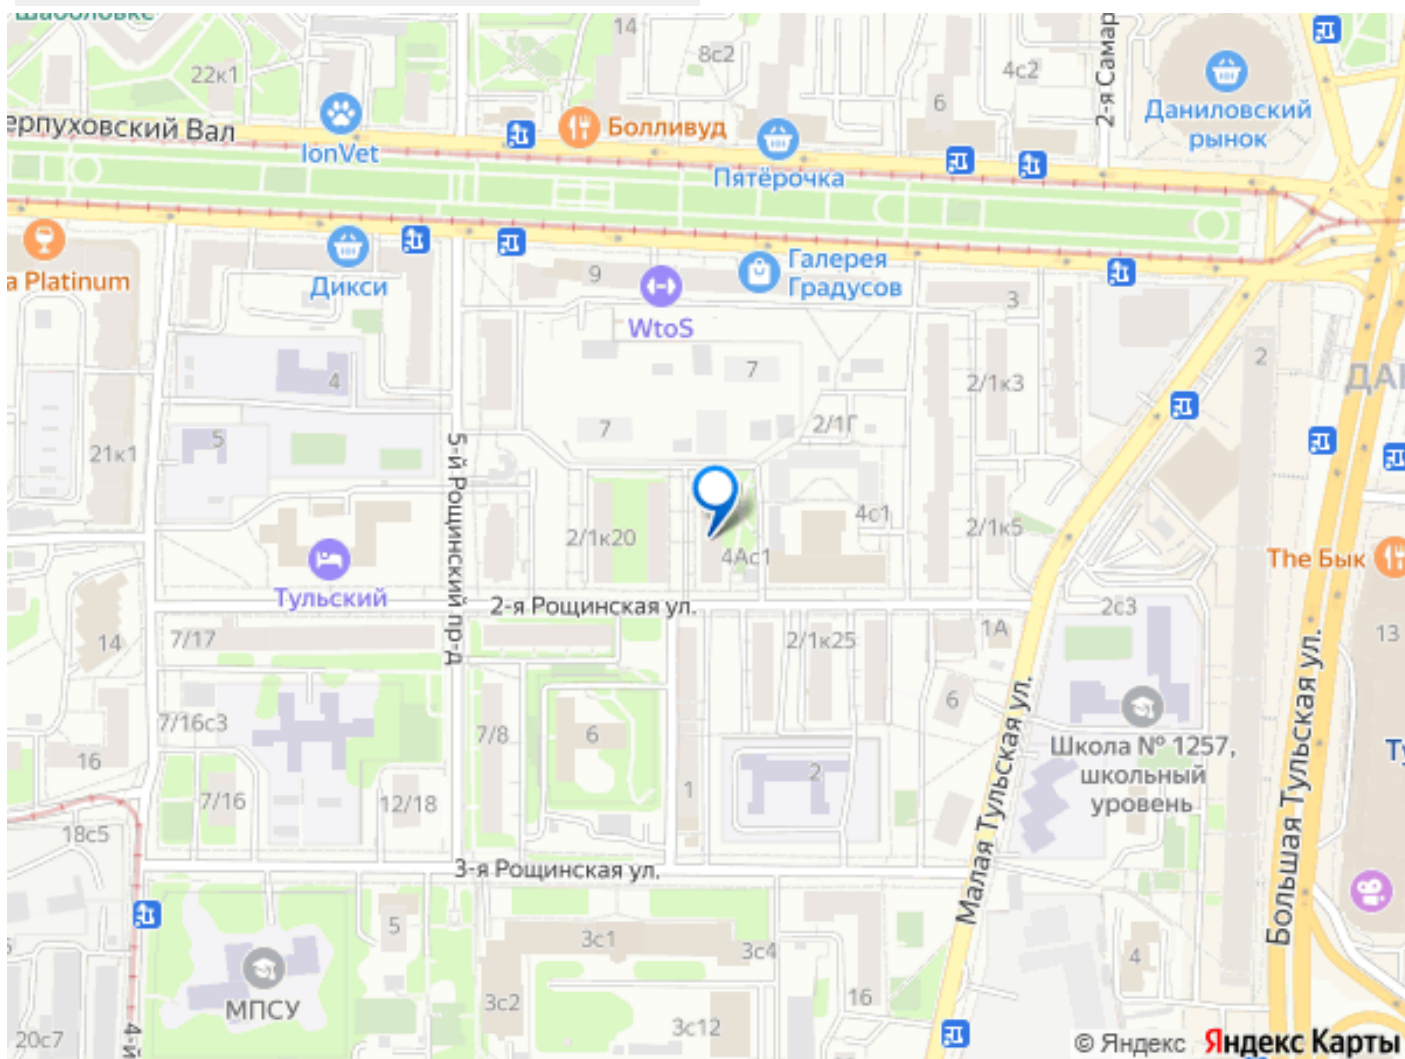 Шаболовке
14
22к1
8с2
4с2
6
2-я Самар
Даниловский
рынок
ерпуховский Вал
IonVet
Болливуд
Пятёрочка
a Platinum
Дикси
9
WtoS
Галерея
Градусов
3
2
4
7
2/1к3
ДА
5
7
2/1Г
21к1
5-й Рощинский пр-д
2/1к20
4Ас1
4с1
2/1к5
The Бык
Тульский
2-я Рощинская ул.
2с3
14
7/17
2/1к25
1А
13
7/16с3
7/8
6
6
Школа № 1257,
школьный
уровень
Малая Тульская ул.
Большая Тульская ул.
Ту
16
7/16
12/18
1
2
18с5
3-я Рощинская ул.
5
3с1
3с4
4
МПСУ
3с2
16
20с7
4-й
3с12
© Яндекс Яндекс Карты